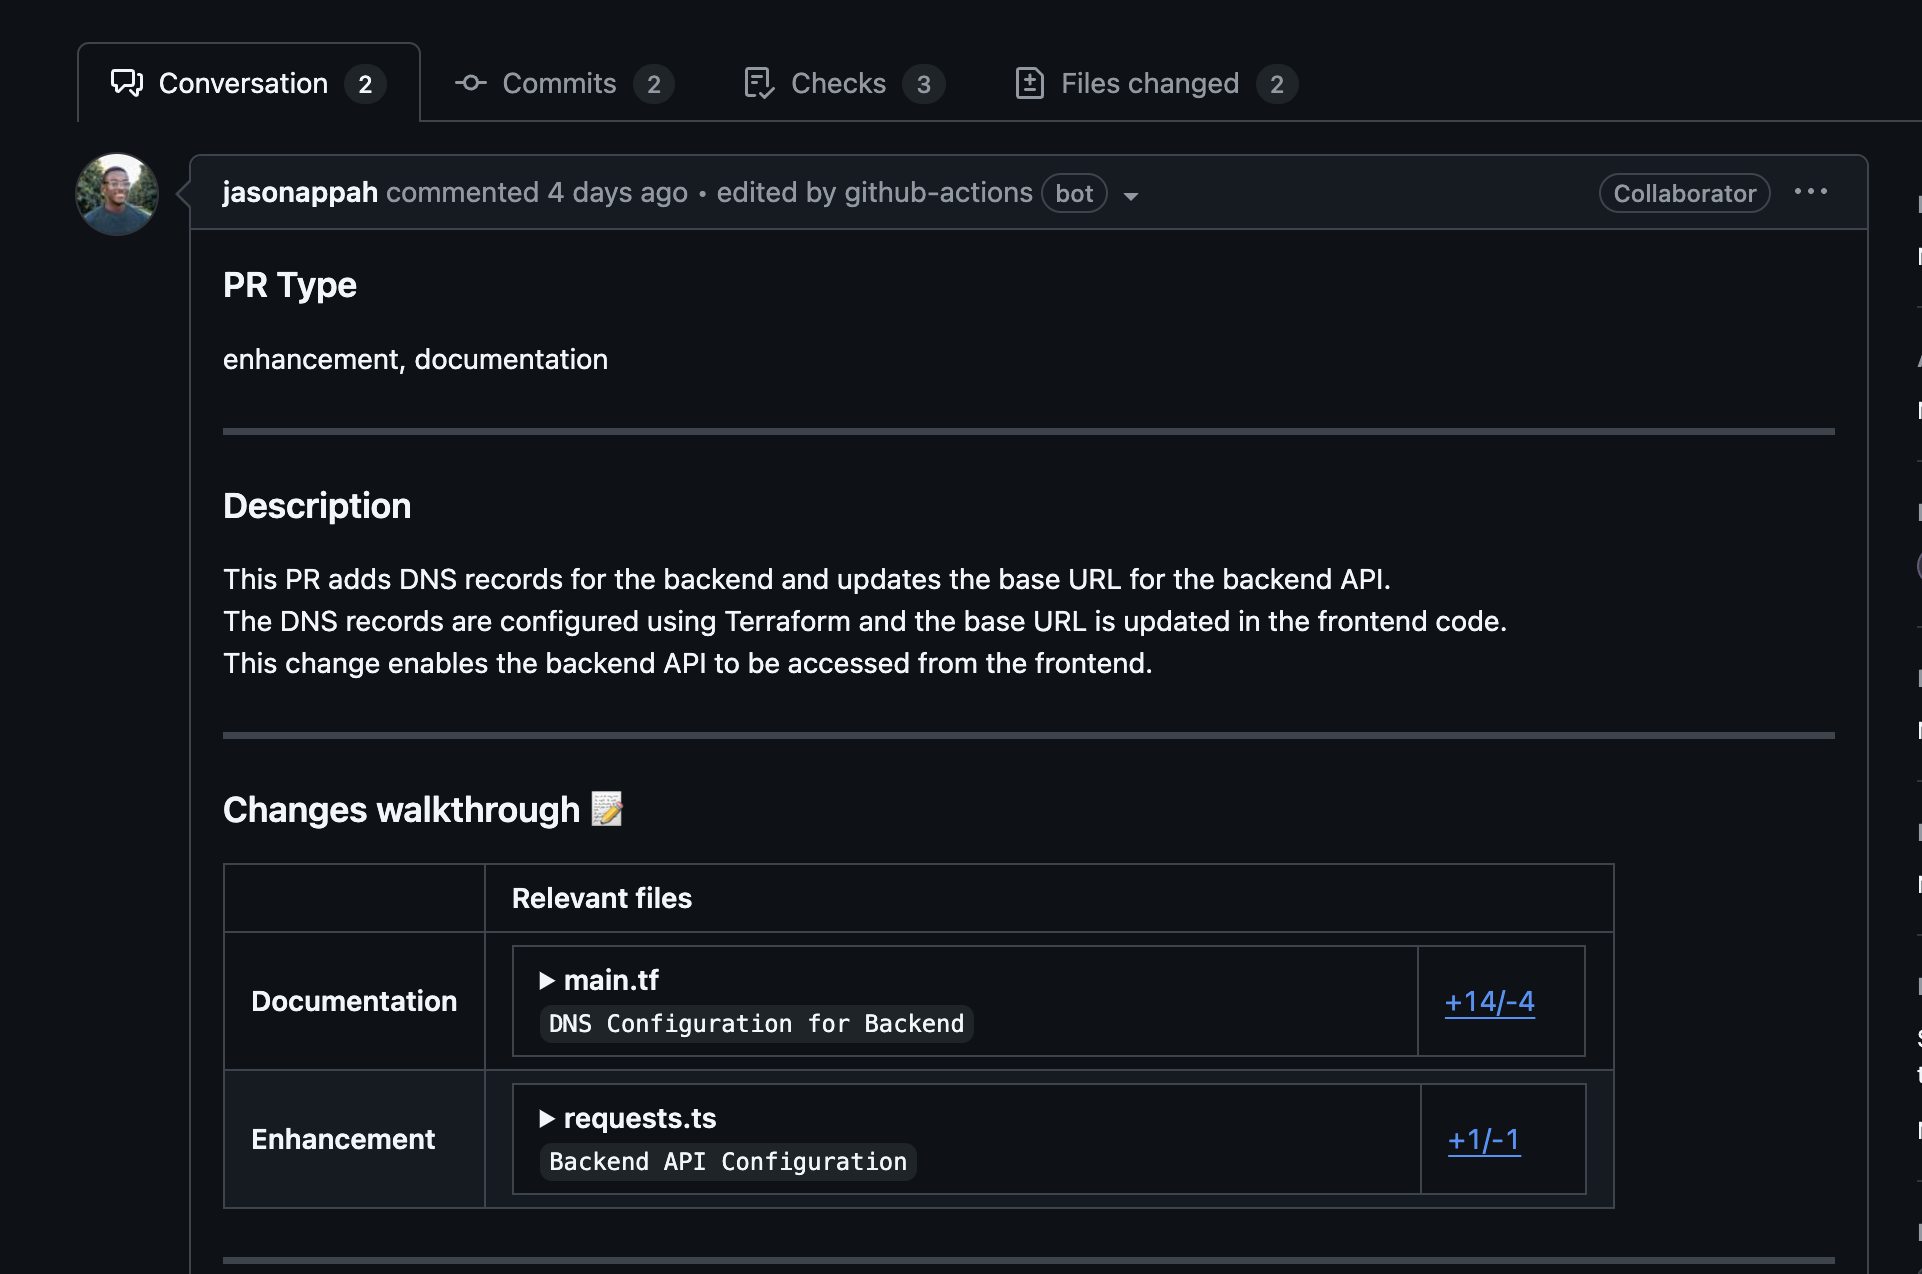 Conversation 2 Commits 2 Checks 3 Files changed 2
jasonappah commented 4 days ago • edited by github-actions bot Collaborator
PR Type
enhancement, documentation
Description
This PR adds DNS records for the backend and updates the base URL for the backend API.
The DNS records are configured using Terraform and the base URL is updated in the frontend code.
This change enables the backend API to be accessed from the frontend.
Changes walkthrough 📝
Relevant files
Documentation
main.tf
DNS Configuration for Backend
+14/-4
Enhancement
requests.ts
Backend API Configuration
+1/-1